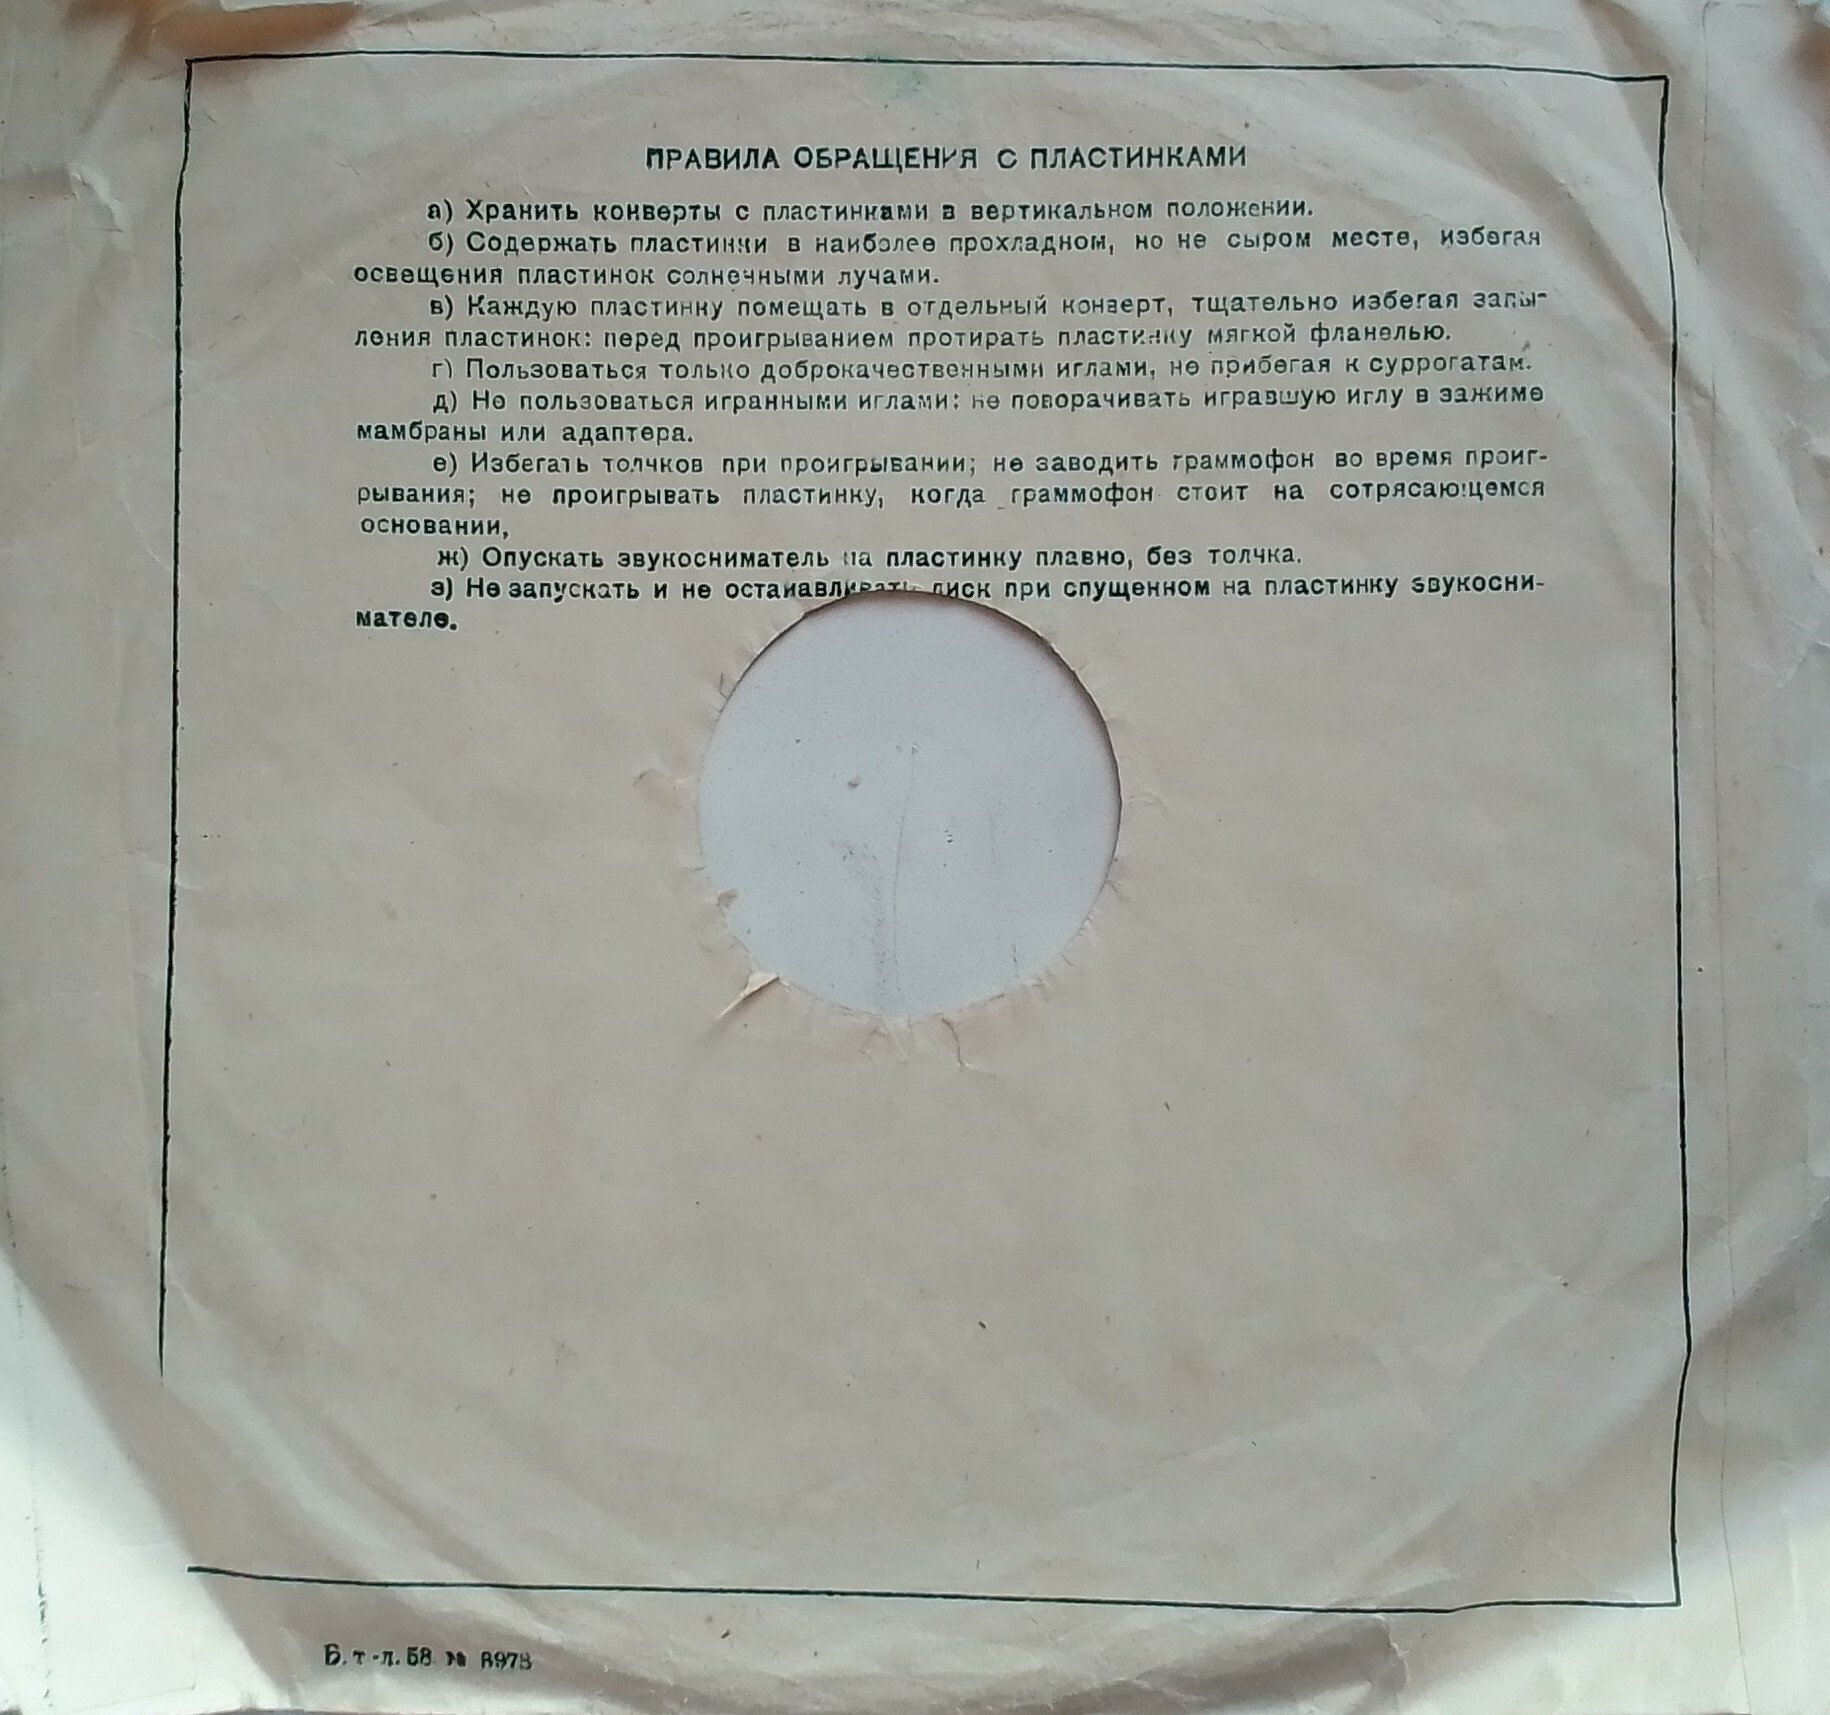 ПРАВИЛА ОБРАЩЕНИЯ С ПЛАСТИНКАМИ
а) Хранить конверты с пластинками в вертикальном положении.
б) Содержать пластинки в наиболее прохладном, но не сыром месте, избегая
освещения пластинок солнечными лучами.
в) Каждую пластинку помещать в отдельный конверт, тщательно избегая запы-
ления пластинок: перед проигрыванием протирать пластинку мягкой фланелью.
г) Пользоваться только доброкачественными иглами, не прибегая к суррогатам.
д) Не пользоваться игранными иглами: не поворачивать игравшую иглу в зажиме
мамбраны или адаптера.
е) Избегать толчков при проигрывании; не заводить граммофон во время проиг-
рывания; не проигрывать пластинку, когда граммофон стоит на сотрясающемся
основании,
ж) Опускать звукосниматель на пластинку плавно, без толчка.
з) Не запускать и не останавливать диск при спущенном на пластинку звукосни-
мателе.
Б. т-л. 58 №